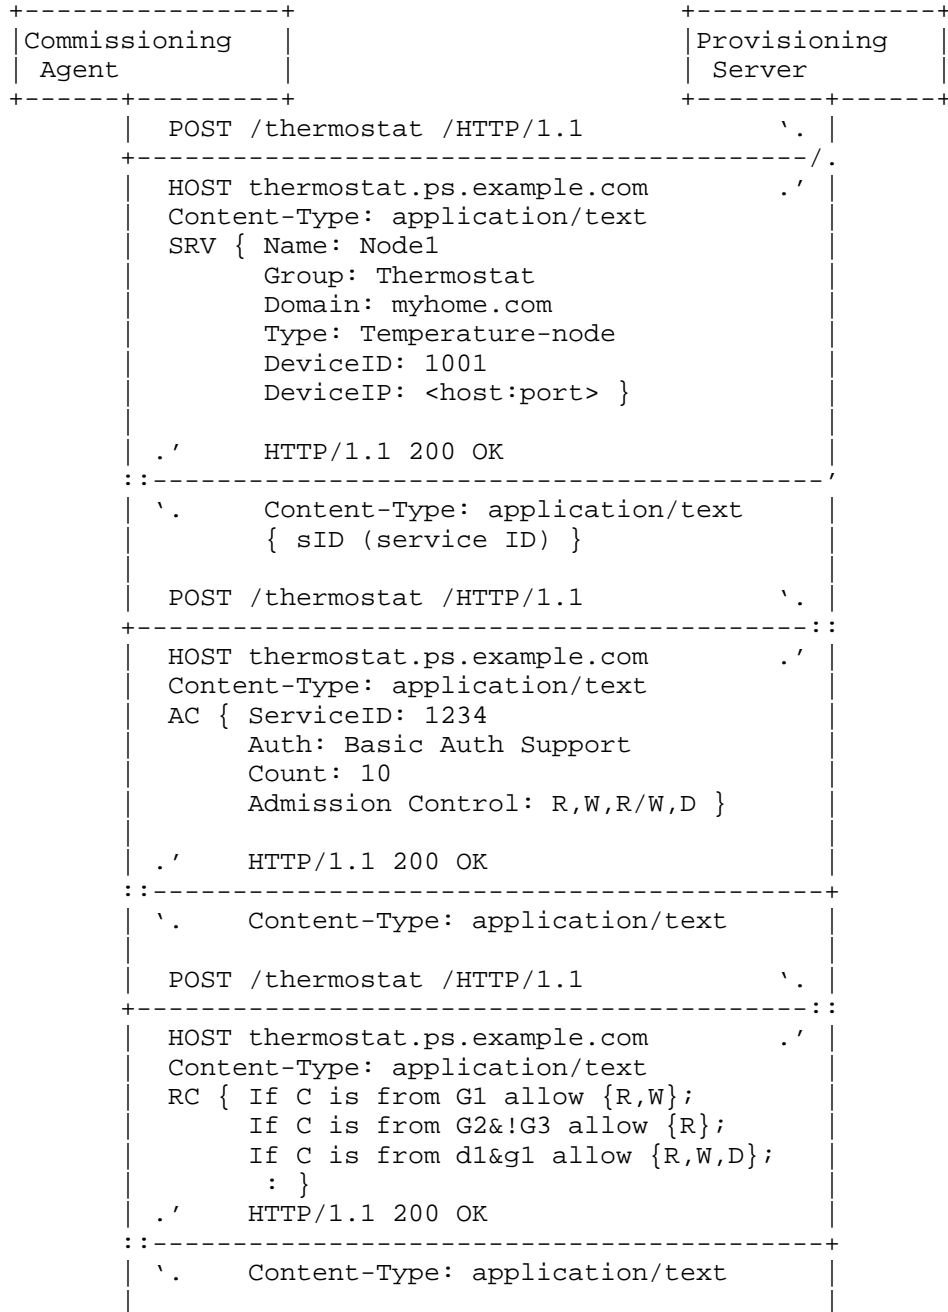 Commissioning Provisioning
Agent Server
POST /thermostat /HTTP/1.1
HOST thermostat.ps.example.com
Content-Type: application/text
SRV { Name: Node1
Group: Thermostat
Domain: myhome.com
Type: Temperature-node
DeviceID: 1001
DeviceIP: <host:port> }
HTTP/1.1 200 OK
Content-Type: application/text
{ sID (service ID) }
POST /thermostat /HTTP/1.1
HOST thermostat.ps.example.com
Content-Type: application/text
AC { ServiceID: 1234
Auth: Basic Auth Support
Count: 10
Admission Control: R,W,R/W,D }
HTTP/1.1 200 OK
Content-Type: application/text
POST /thermostat /HTTP/1.1
HOST thermostat.ps.example.com
Content-Type: application/text
RC { If C is from G1 allow {R,W};
If C is from G2&!G3 allow {R};
If C is from d1&g1 allow {R,W,D};
: }
HTTP/1.1 200 OK
Content-Type: application/text